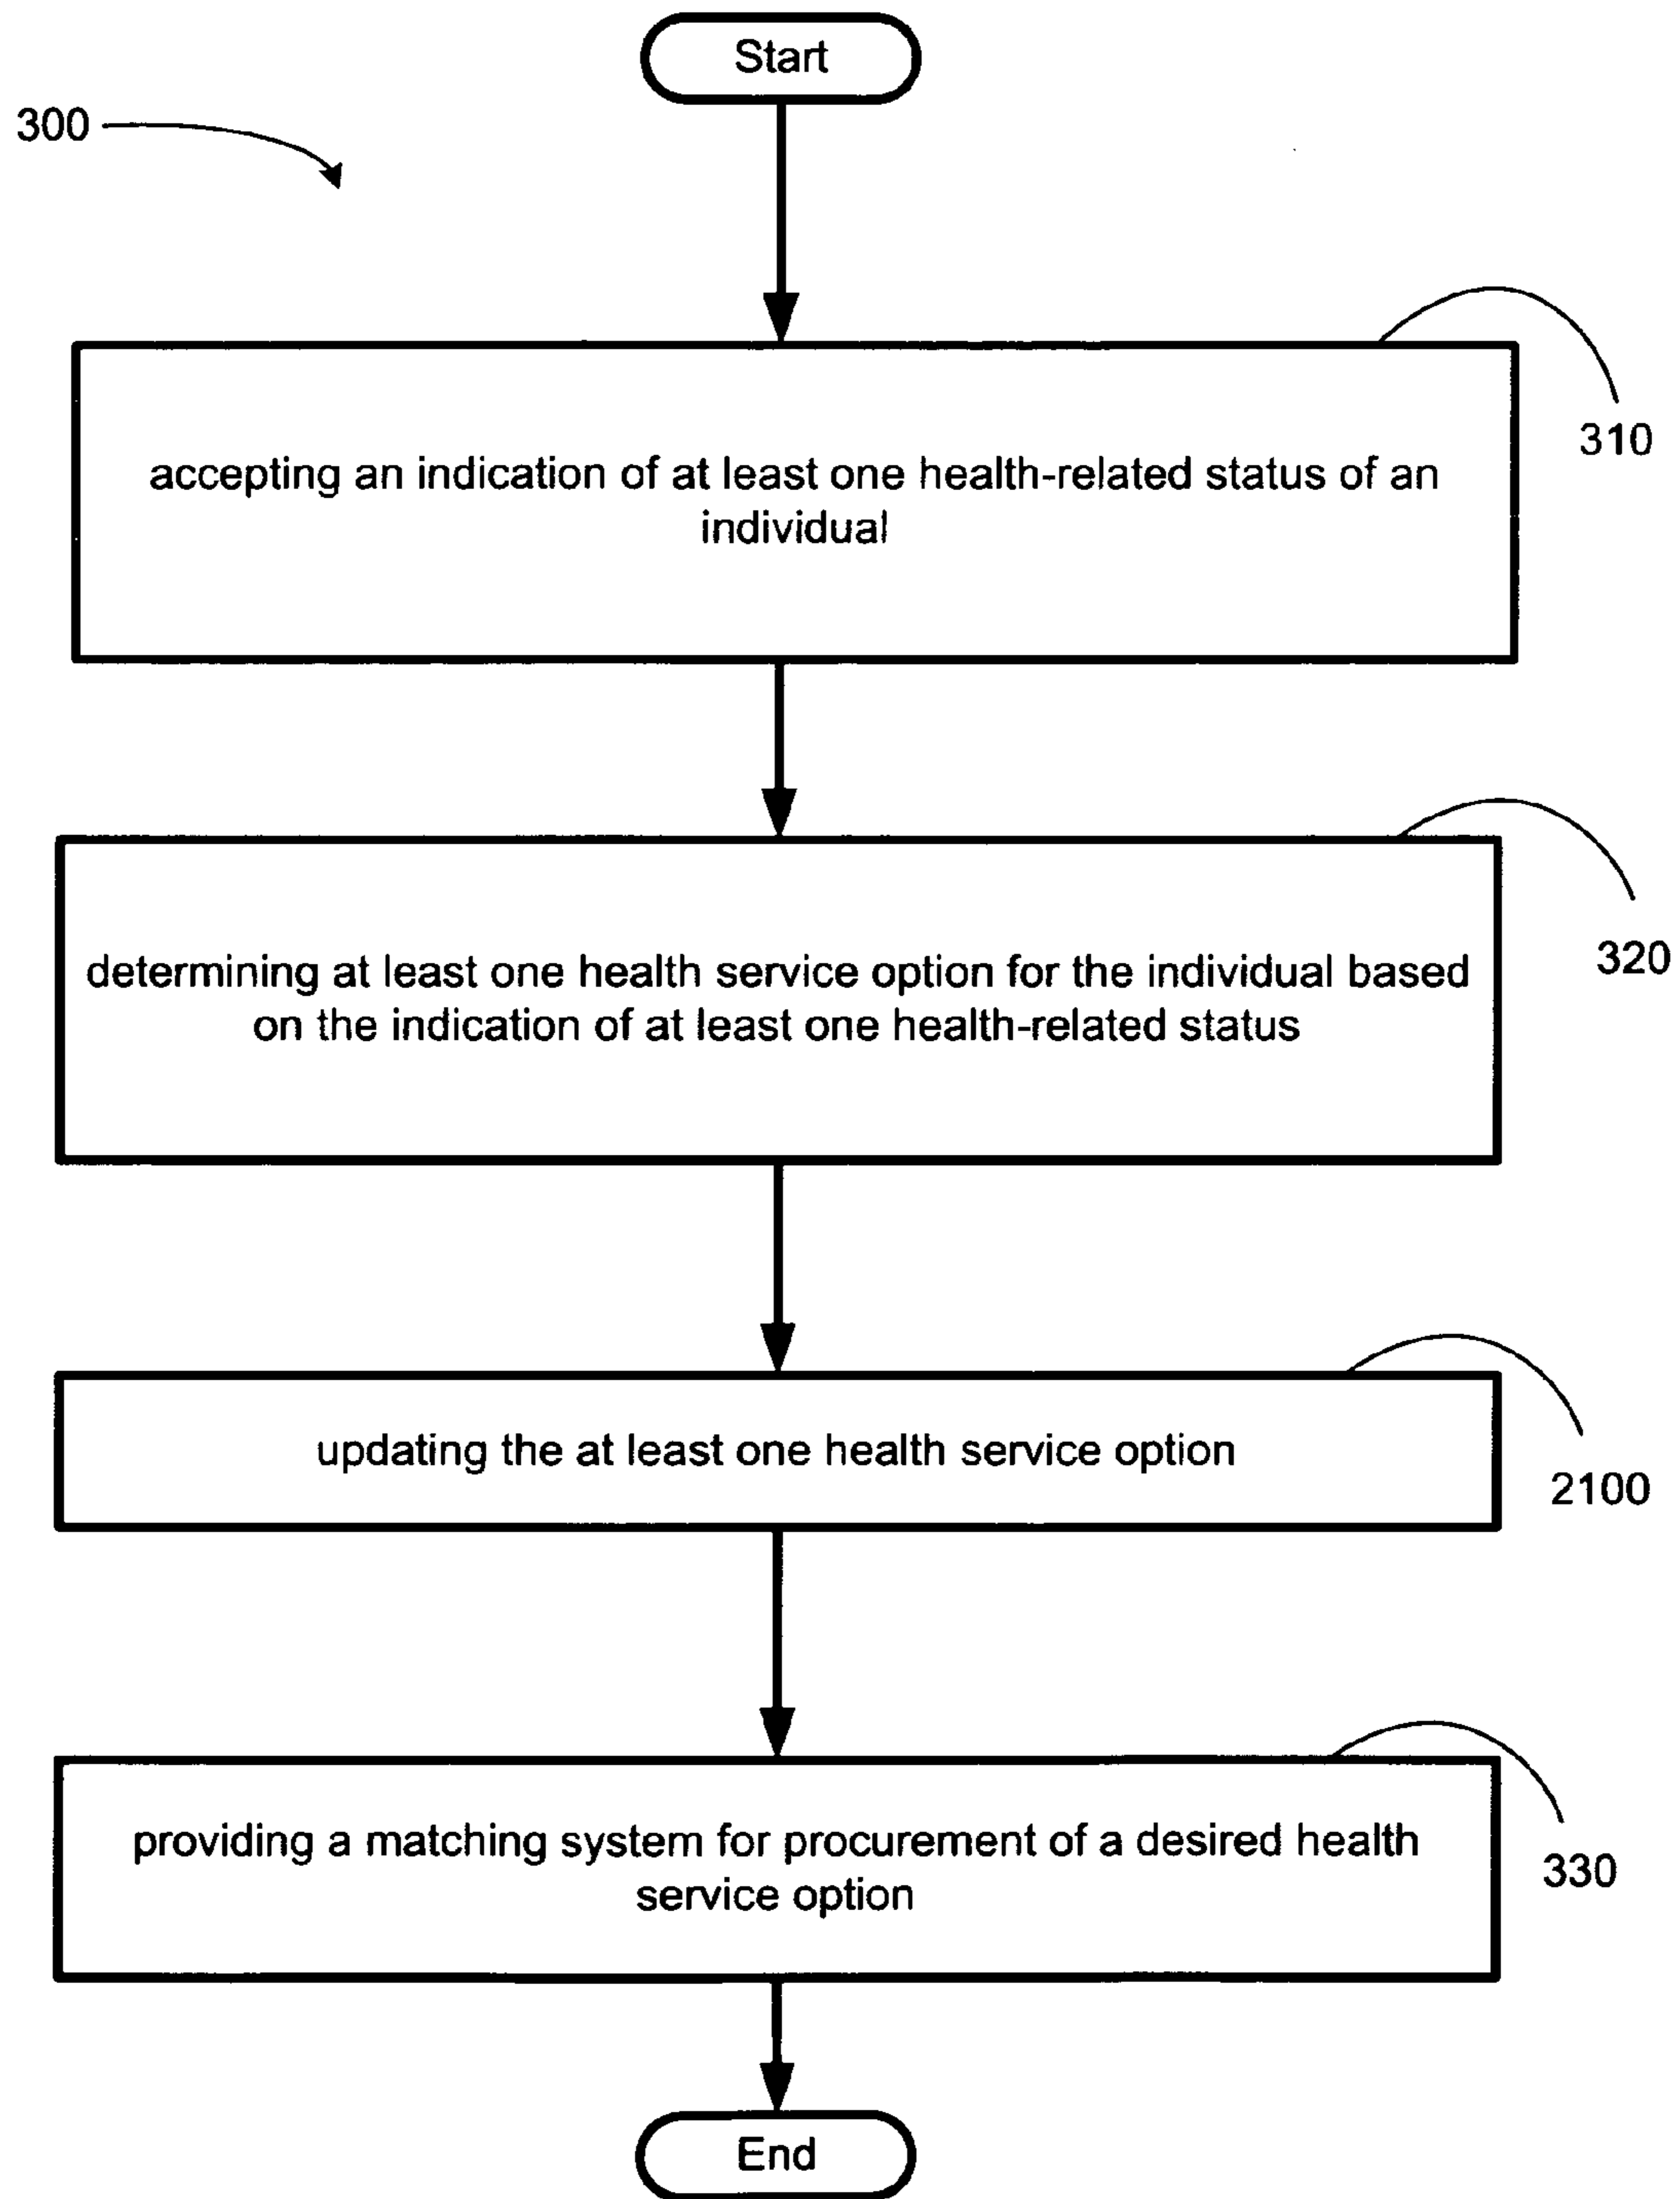 Start
300
310
accepting an indication of at least one health-related status of an
individual
320
determining at least one health service option for the individual based
on the indication of at least one health-related status
updating the at least one health service option
2100
providing a matching system for procurement of a desired health
service option
330
End